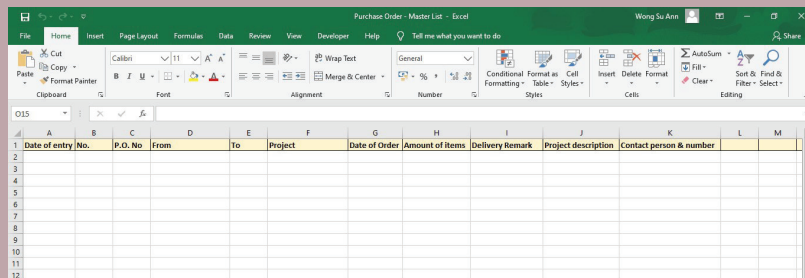 Purchase Order - Master List - Excel
Wong Su Ann
File Home Insert Page Layout Formulas Data Review View Developer Help Tell me what you want to do Share
Paste
Cut
Copy
Format Painter
Calibri 11 A A
B I U A
Wrap Text
Merge & Center
General
% , .0 .00 .00 .0
Conditional Formatting Format as Table Cell Styles
Insert Delete Format
AutoSum
Fill
Clear
Sort & Filter Find & Select
Clipboard Font Alignment Number Styles Cells Editing
O15 fx
A B C D E F G H I J K L M
1 Date of entry No. P.O. No From To Project Date of Order Amount of items Delivery Remark Project description Contact person & number
2
3
4
5
6
7
8
9
10
11
12